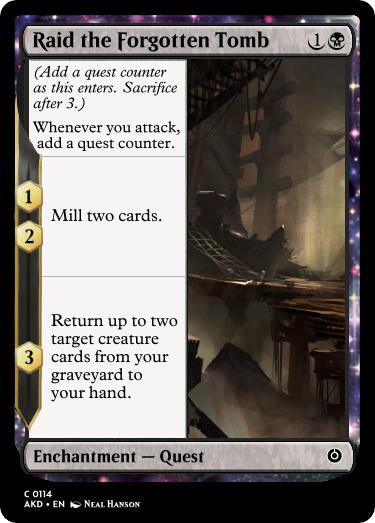 Raid the Forgotten Tomb 1
(Add a quest counter
as this enters. Sacrifice
after 3.)
Whenever you attack,
add a quest counter.
1
Mill two cards.
2
3
Return up to two
target creature
cards from your
graveyard to
your hand.
Enchantment — Quest
C 0114
AKD • EN Neal Hanson